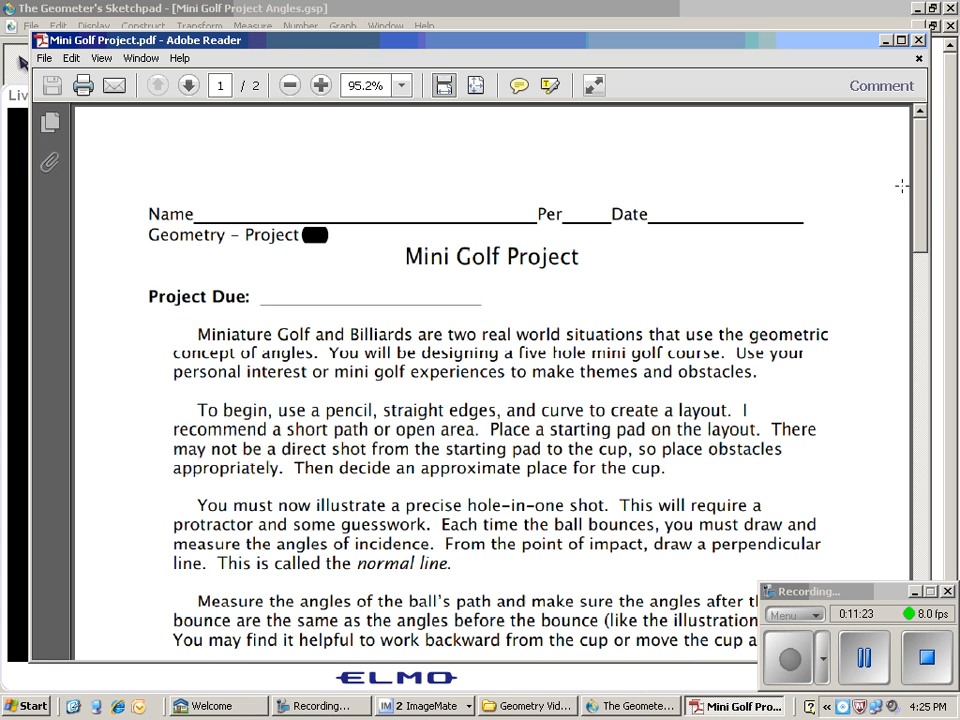 The Geometer's Sketchpad - [Mini Golf Project Angles.gsp]
File Edit Display Construct Transform Measure Number Graph Window Help
Mini Golf Project.pdf - Adobe Reader
File Edit View Window Help
1 / 2 95.2% Comment
Liv
Name Per Date
Geometry – Project
Mini Golf Project
Project Due:
Miniature Golf and Billiards are two real world situations that use the geometric
concept of angles. You will be designing a five hole mini golf course. Use your
personal interest or mini golf experiences to make themes and obstacles.
To begin, use a pencil, straight edges, and curve to create a layout. I
recommend a short path or open area. Place a starting pad on the layout. There
may not be a direct shot from the starting pad to the cup, so place obstacles
appropriately. Then decide an approximate place for the cup.
You must now illustrate a precise hole-in-one shot. This will require a
protractor and some guesswork. Each time the ball bounces, you must draw and
measure the angles of incidence. From the point of impact, draw a perpendicular
line. This is called the normal line.
Measure the angles of the ball's path and make sure the angles after t
bounce are the same as the angles before the bounce (like the illustration
You may find it helpful to work backward from the cup or move the cup a
Recording...
Menu 0:11:23 8.0 fps
ELMO
Start Welcome Recording... 2 ImageMate Geometry Vid... The Geomete... Mini Golf Pro... 4:25 PM